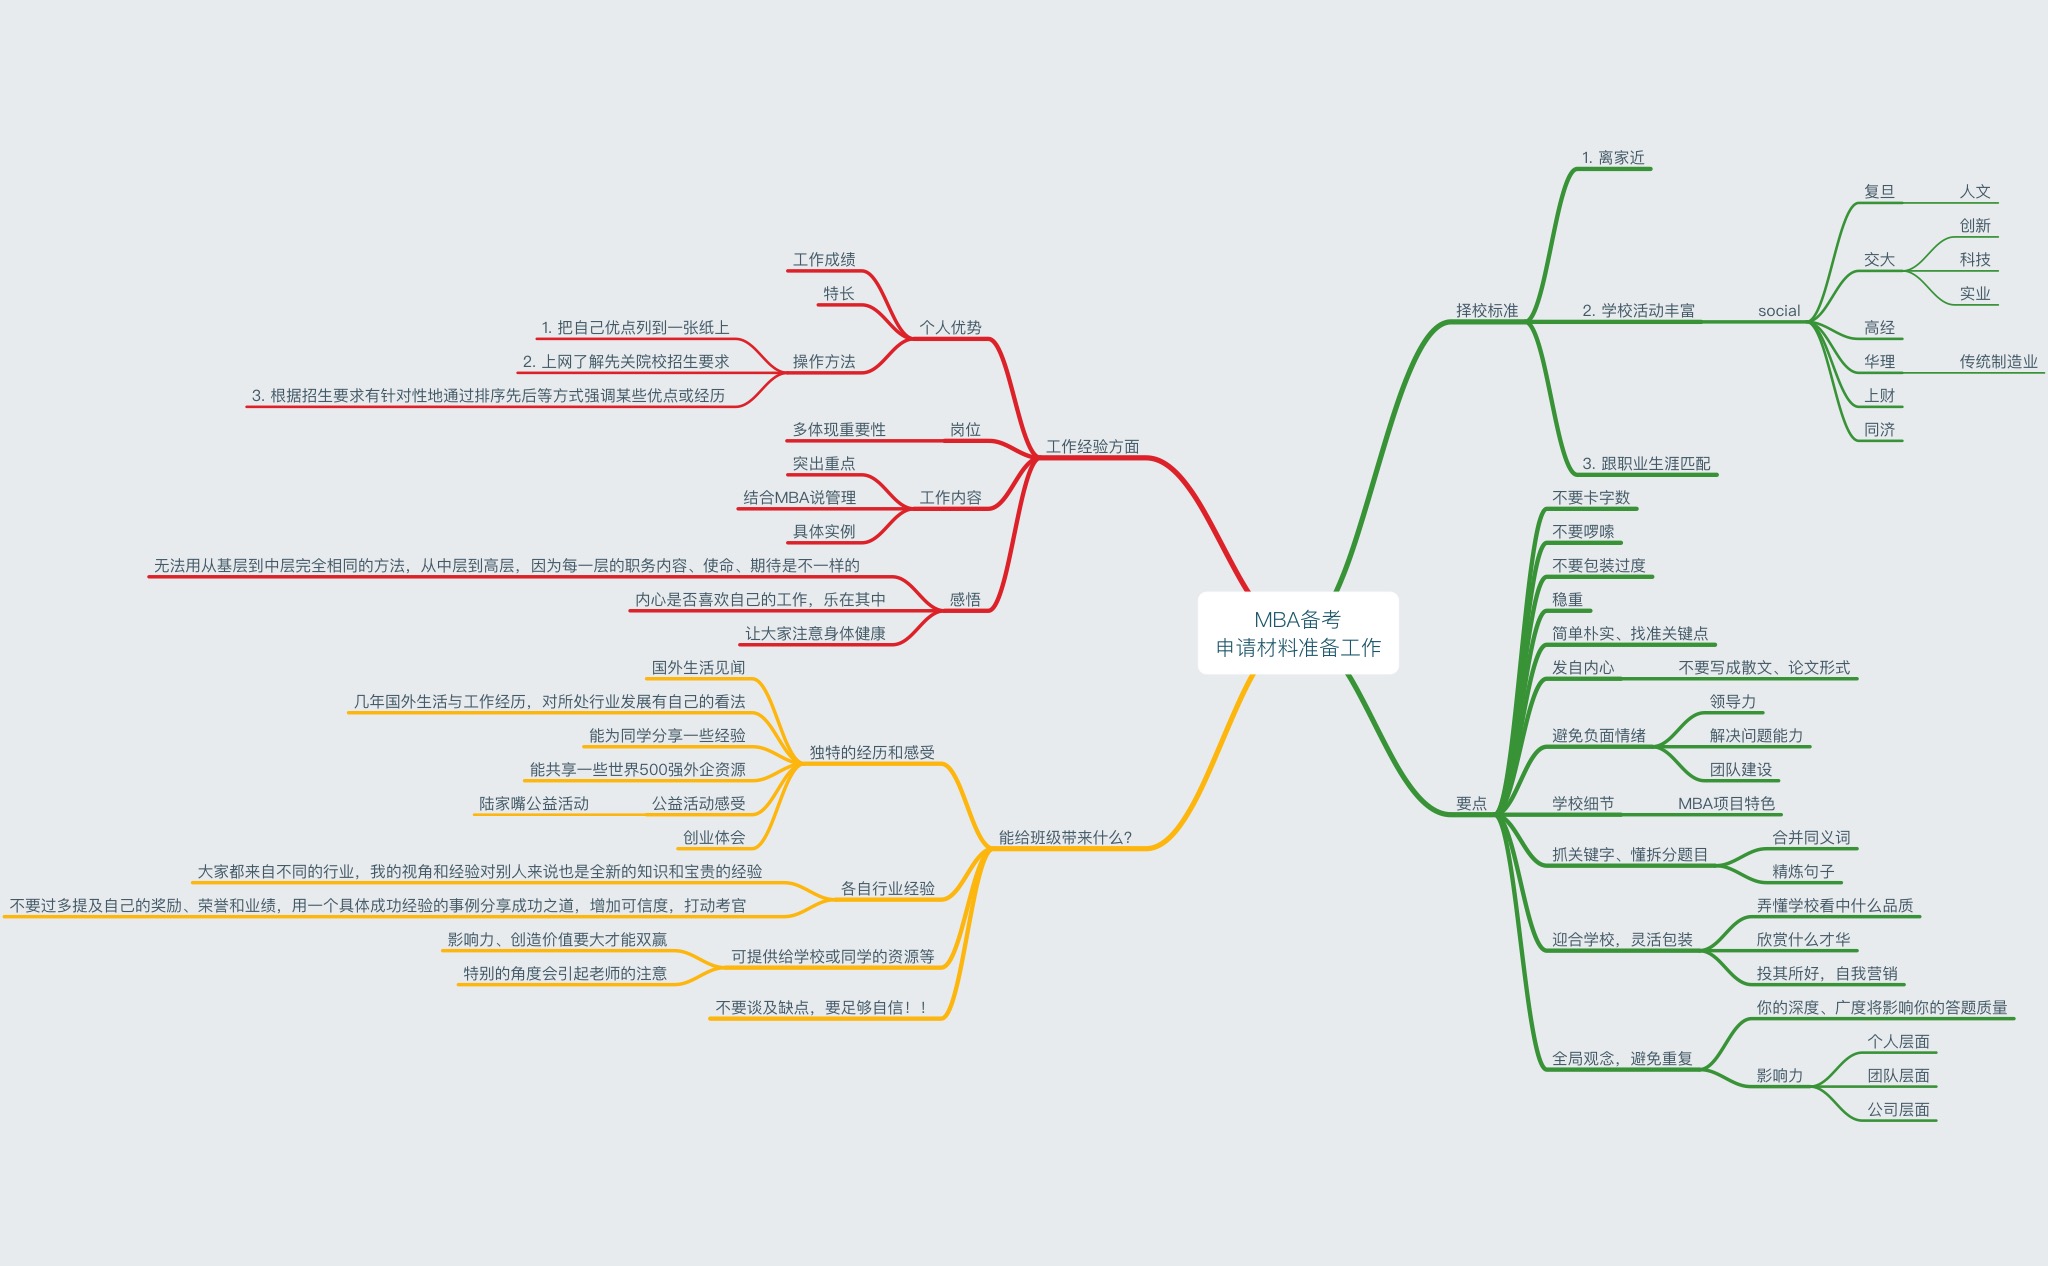 MBA备考
申请材料准备工作
择校标准
1. 离家近
2. 学校活动丰富
social
复旦
人文
交大
创新
科技
实业
高经
华理
传统制造业
上财
同济
3. 跟职业生涯匹配
要点
不要卡字数
不要啰嗦
不要包装过度
稳重
简单朴实、找准关键点
发自内心
不要写成散文、论文形式
避免负面情绪
领导力
解决问题能力
团队建设
学校细节
MBA项目特色
抓关键字、懂拆分题目
合并同义词
精炼句子
迎合学校，灵活包装
弄懂学校看中什么品质
欣赏什么才华
投其所好，自我营销
全局观念，避免重复
你的深度、广度将影响你的答题质量
影响力
个人层面
团队层面
公司层面
工作经验方面
个人优势
工作成绩
特长
操作方法
1. 把自己优点列到一张纸上
2. 上网了解先关院校招生要求
3. 根据招生要求有针对性地通过排序先后等方式强调某些优点或经历
岗位
多体现重要性
工作内容
突出重点
结合MBA说管理
具体实例
感悟
无法用从基层到中层完全相同的方法，从中层到高层，因为每一层的职务内容、使命、期待是不一样的
内心是否喜欢自己的工作，乐在其中
让大家注意身体健康
能给班级带来什么?
独特的经历和感受
国外生活见闻
几年国外生活与工作经历，对所处行业发展有自己的看法
能为同学分享一些经验
能共享一些世界500强外企资源
公益活动感受
陆家嘴公益活动
创业体会
各自行业经验
大家都来自不同的行业，我的视角和经验对别人来说也是全新的知识和宝贵的经验
不要过多提及自己的奖励、荣誉和业绩，用一个具体成功经验的事例分享成功之道，增加可信度，打动考官
可提供给学校或同学的资源等
影响力、创造价值要大才能双赢
特别的角度会引起老师的注意
不要谈及缺点，要足够自信！！